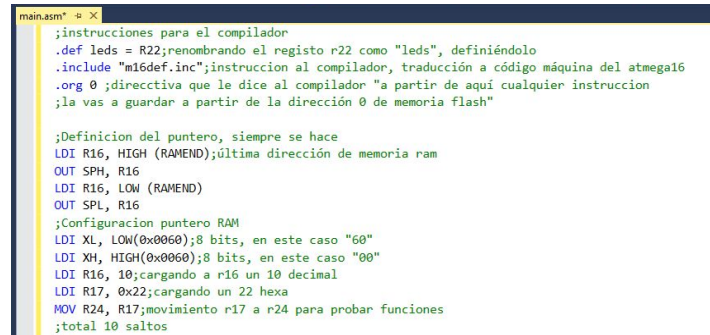 main.asm*
;instrucciones para el compilador
.def leds = R22;renombrando el registo r22 como "leds", definiéndolo
.include "m16def.inc";instruccion al compilador, traducción a código máquina del atmega16
.org 0 ;direcctiva que le dice al compilador "a partir de aquí cualquier instruccion
;la vas a guardar a partir de la dirección 0 de memoria flash"
;Definicion del puntero, siempre se hace
LDI R16, HIGH (RAMEND);última dirección de memoria ram
OUT SPH, R16
LDI R16, LOW (RAMEND)
OUT SPL, R16
;Configuracion puntero RAM
LDI XL, LOW(0x0060);8 bits, en este caso "60"
LDI XH, HIGH(0x0060);8 bits, en este caso "00"
LDI R16, 10;cargando a r16 un 10 decimal
LDI R17, 0x22;cargando un 22 hexa
MOV R24, R17;movimiento r17 a r24 para probar funciones
;total 10 saltos